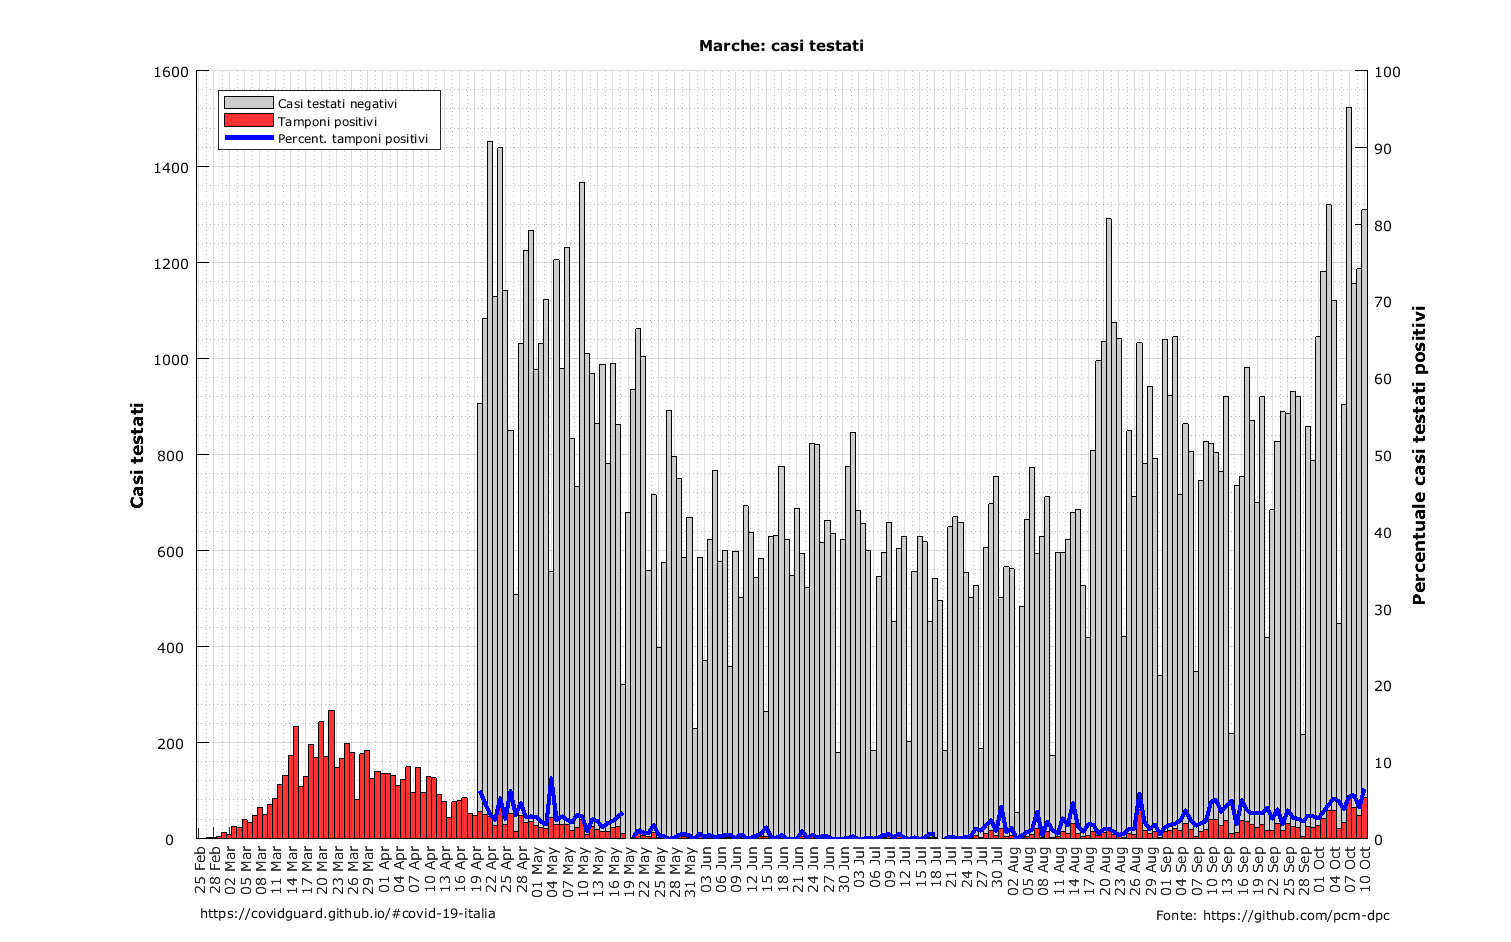 Marche: casi testati
1600
1400
1200
1000
800
600
400
200
0
100
90
80
70
60
50
40
30
20
10
0
Casi testati negativi
Tamponi positivi
Percent. tamponi positivi
Casi testati
Percentuale casi testati positivi
25 Feb
28 Feb
02 Mar
05 Mar
08 Mar
11 Mar
14 Mar
17 Mar
20 Mar
23 Mar
26 Mar
29 Mar
01 Apr
04 Apr
07 Apr
10 Apr
13 Apr
16 Apr
19 Apr
22 Apr
25 Apr
28 Apr
01 May
04 May
07 May
10 May
13 May
16 May
19 May
22 May
25 May
28 May
31 May
03 Jun
06 Jun
09 Jun
12 Jun
15 Jun
18 Jun
21 Jun
24 Jun
27 Jun
30 Jun
03 Jul
06 Jul
09 Jul
12 Jul
15 Jul
18 Jul
21 Jul
24 Jul
27 Jul
30 Jul
02 Aug
05 Aug
08 Aug
11 Aug
14 Aug
17 Aug
20 Aug
23 Aug
26 Aug
29 Aug
01 Sep
04 Sep
07 Sep
10 Sep
13 Sep
16 Sep
19 Sep
22 Sep
25 Sep
28 Sep
01 Oct
04 Oct
07 Oct
10 Oct
https://covidguard.github.io/#covid-19-italia
Fonte: https://github.com/pcm-dpc